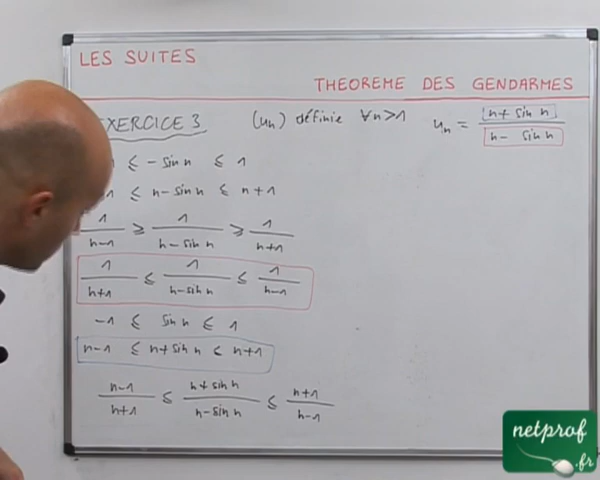 LES SUITES
THEOREME DES GENDARMES
XERCICE 3 (un) définie ∀n>1 un = n+ sin n / n- sin n
≤ - sin n ≤ 1
1 ≤ n- sin n ≤ n+1
1/n-1 ≥ 1/n-sin n ≥ 1/n+1
1/n+1 ≤ 1/n-sin n ≤ 1/n-1
-1 ≤ sin n ≤ 1
n-1 ≤ n+sin n ≤ n+1
n-1/n+1 ≤ n+sin n/n-sin n ≤ n+1/n-1
netprof
.fr